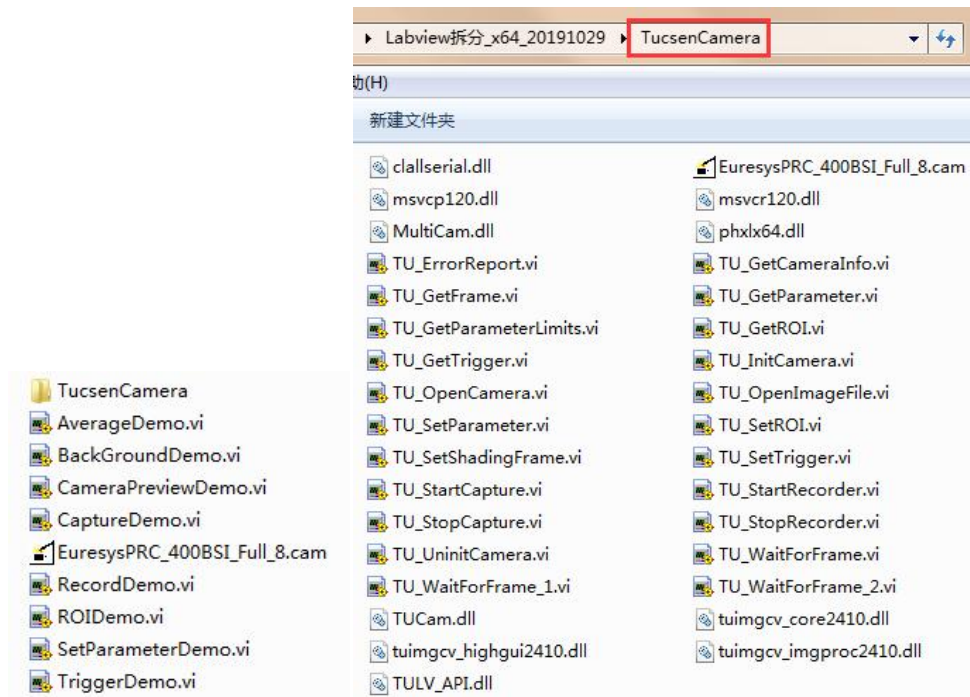 Labview拆分_x64_20191029 TucsenCamera
助(H)
新建文件夹
clallserial.dll EuresysPRC_400BSI_Full_8.cam
msvcp120.dll msvcr120.dll
MultiCam.dll phxlx64.dll
TU_ErrorReport.vi TU_GetCameraInfo.vi
TU_GetFrame.vi TU_GetParameter.vi
TU_GetParameterLimits.vi TU_GetROI.vi
TU_GetTrigger.vi TU_InitCamera.vi
TU_OpenCamera.vi TU_OpenImageFile.vi
TU_SetParameter.vi TU_SetROI.vi
TU_SetShadingFrame.vi TU_SetTrigger.vi
TU_StartCapture.vi TU_StartRecorder.vi
TU_StopCapture.vi TU_StopRecorder.vi
TU_UninitCamera.vi TU_WaitForFrame.vi
TU_WaitForFrame_1.vi TU_WaitForFrame_2.vi
TUCam.dll tuimgcv_core2410.dll
tuimgcv_highgui2410.dll tuimgcv_imgproc2410.dll
TULV_API.dll
TucsenCamera
AverageDemo.vi
BackGroundDemo.vi
CameraPreviewDemo.vi
CaptureDemo.vi
EuresysPRC_400BSI_Full_8.cam
RecordDemo.vi
ROIDemo.vi
SetParameterDemo.vi
TriggerDemo.vi